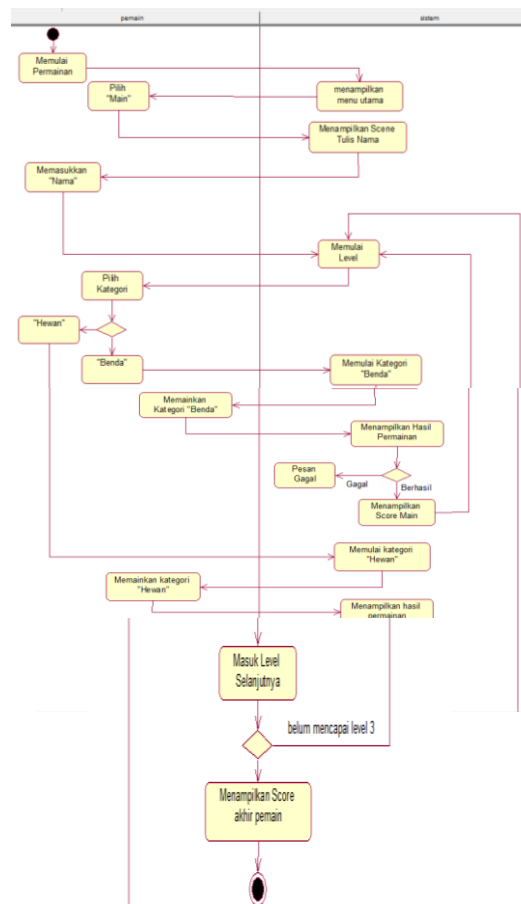 pemain
sistem
Memulai
Permainan
Pilih
"Main"
menampilkan
menu utama
Menampilkan Scene
Tulis Nama
Memasukkan
"Nama"
Memulai
Level
Pilih
Kategori
"Hewan"
"Benda"
Memulai Kategori
"Benda"
Memainkan
Kategori "Benda"
Menampilkan Hasil
Permainan
Pesan
Gagal
Gagal
Berhasil
Menampilkan
Score Main
Memulai kategori
"Hewan"
Memainkan kategori
"Hewan"
Menampilkan hasil
permainan
Masuk Level
Selanjutnya
belum mencapai level 3
Menampilkan Score
akhir pemain